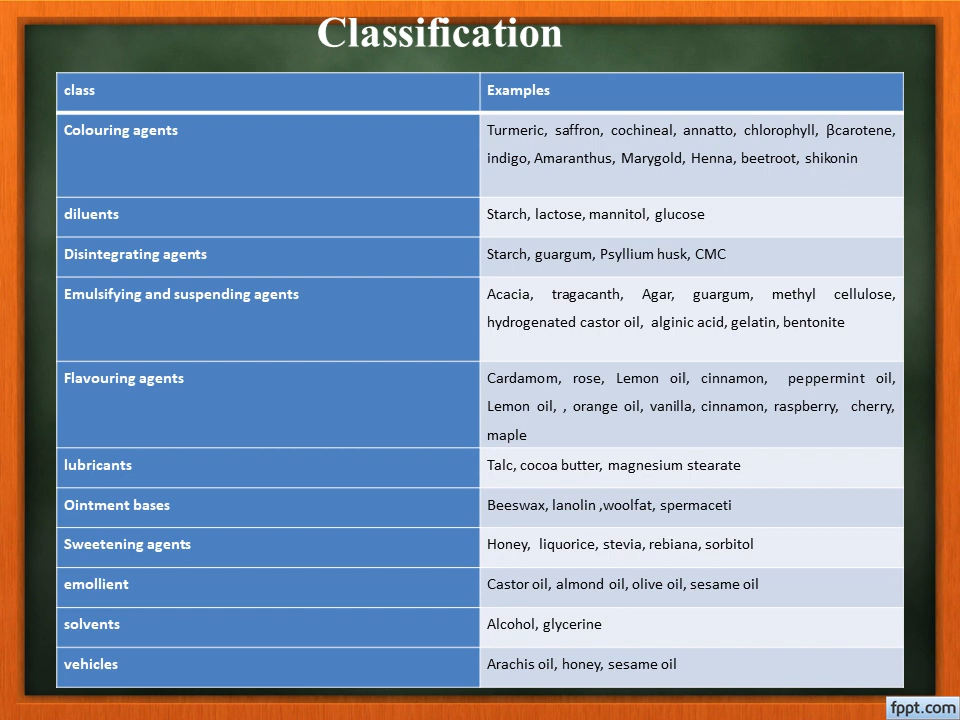 Classification
class
Examples
Colouring agents
Turmeric, saffron, cochineal, annatto, chlorophyll, βcarotene,
indigo, Amaranthus, Marygold, Henna, beetroot, shikonin
diluents
Starch, lactose, mannitol, glucose
Disintegrating agents
Starch, guargum, Psyllium husk, CMC
Emulsifying and suspending agents
Acacia, tragacanth, Agar, guargum, methyl cellulose,
hydrogenated castor oil, alginic acid, gelatin, bentonite
Flavouring agents
Cardamom, rose, Lemon oil, cinnamon, peppermint oil,
Lemon oil, , orange oil, vanilla, cinnamon, raspberry, cherry,
maple
lubricants
Talc, cocoa butter, magnesium stearate
Ointment bases
Beeswax, lanolin ,woolfat, spermaceti
Sweetening agents
Honey, liquorice, stevia, rebiana, sorbitol
emollient
Castor oil, almond oil, olive oil, sesame oil
solvents
Alcohol, glycerine
vehicles
Arachis oil, honey, sesame oil
fppt.com